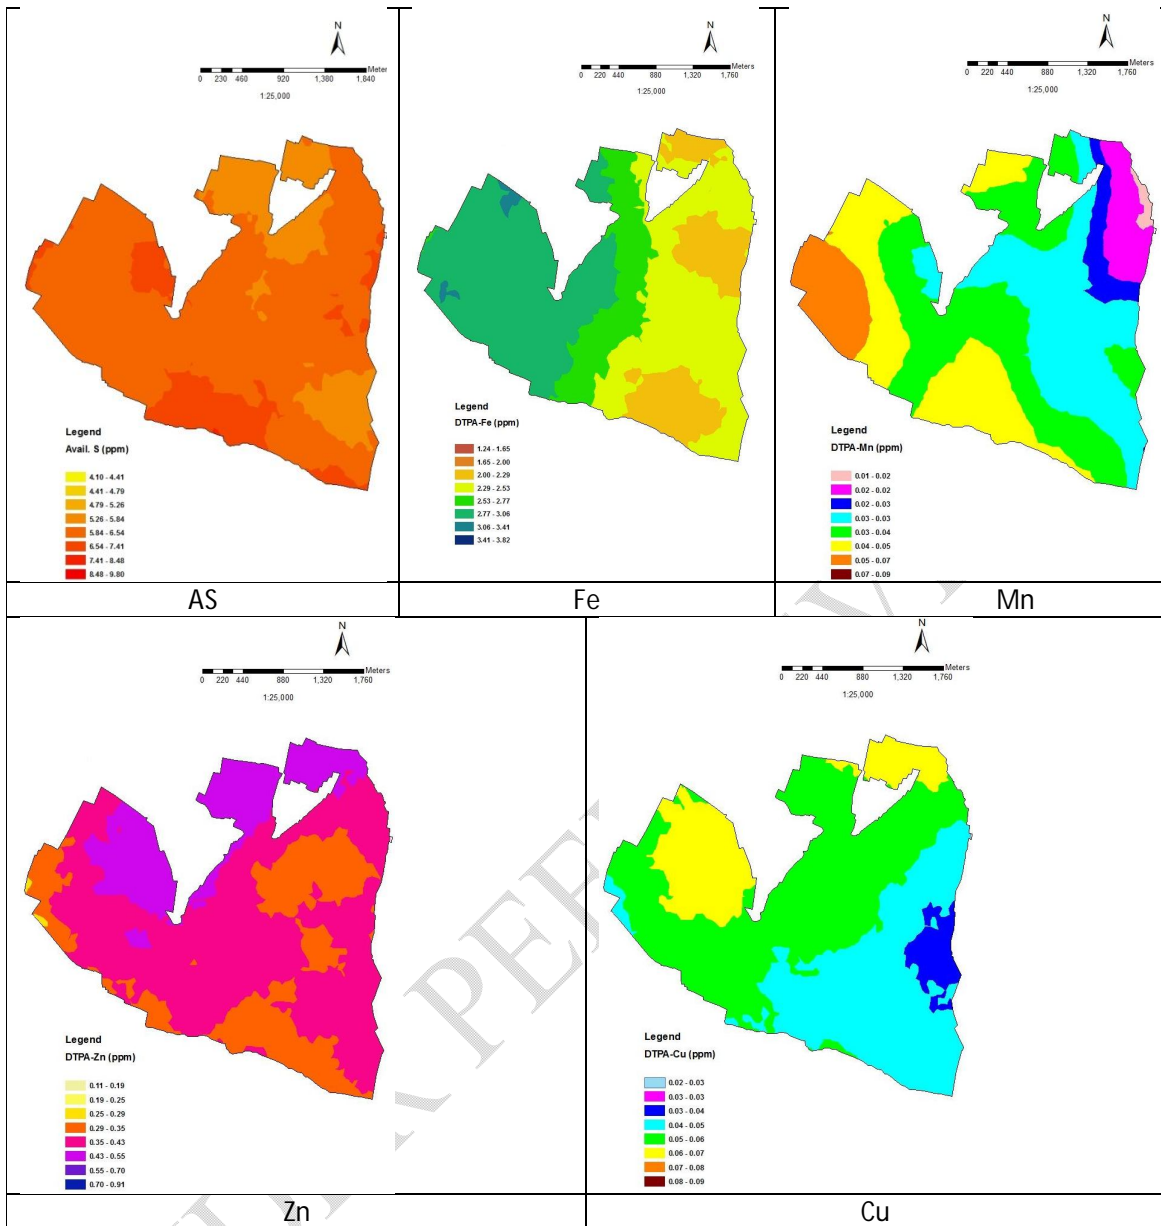 N
Meters
0 230 460 920 1,380 1,840
1:25,000
Legend
Avail. S (ppm)
4.10 - 4.41
4.41 - 4.79
4.79 - 5.26
5.26 - 5.84
5.84 - 6.54
6.54 - 7.41
7.41 - 8.48
8.48 - 9.80
AS
N
Meters
0 220 440 880 1,320 1,760
1:25,000
Legend
DTPA-Fe (ppm)
1.24 - 1.65
1.65 - 2.00
2.00 - 2.29
2.29 - 2.53
2.53 - 2.77
2.77 - 3.06
3.06 - 3.41
3.41 - 3.82
Fe
N
Meters
0 220 440 880 1,320 1,760
1:25,000
Legend
DTPA-Mn (ppm)
0.01 - 0.02
0.02 - 0.02
0.02 - 0.03
0.03 - 0.03
0.03 - 0.04
0.04 - 0.05
0.05 - 0.07
0.07 - 0.09
Mn
N
Meters
0 220 440 880 1,320 1,760
1:25,000
Legend
DTPA-Zn (ppm)
0.11 - 0.19
0.19 - 0.25
0.25 - 0.29
0.29 - 0.35
0.35 - 0.43
0.43 - 0.55
0.55 - 0.70
0.70 - 0.91
Zn
N
Meters
0 220 440 880 1,320 1,760
1:25,000
Legend
DTPA-Cu (ppm)
0.02 - 0.03
0.03 - 0.03
0.03 - 0.04
0.04 - 0.05
0.05 - 0.06
0.06 - 0.07
0.07 - 0.08
0.08 - 0.09
Cu